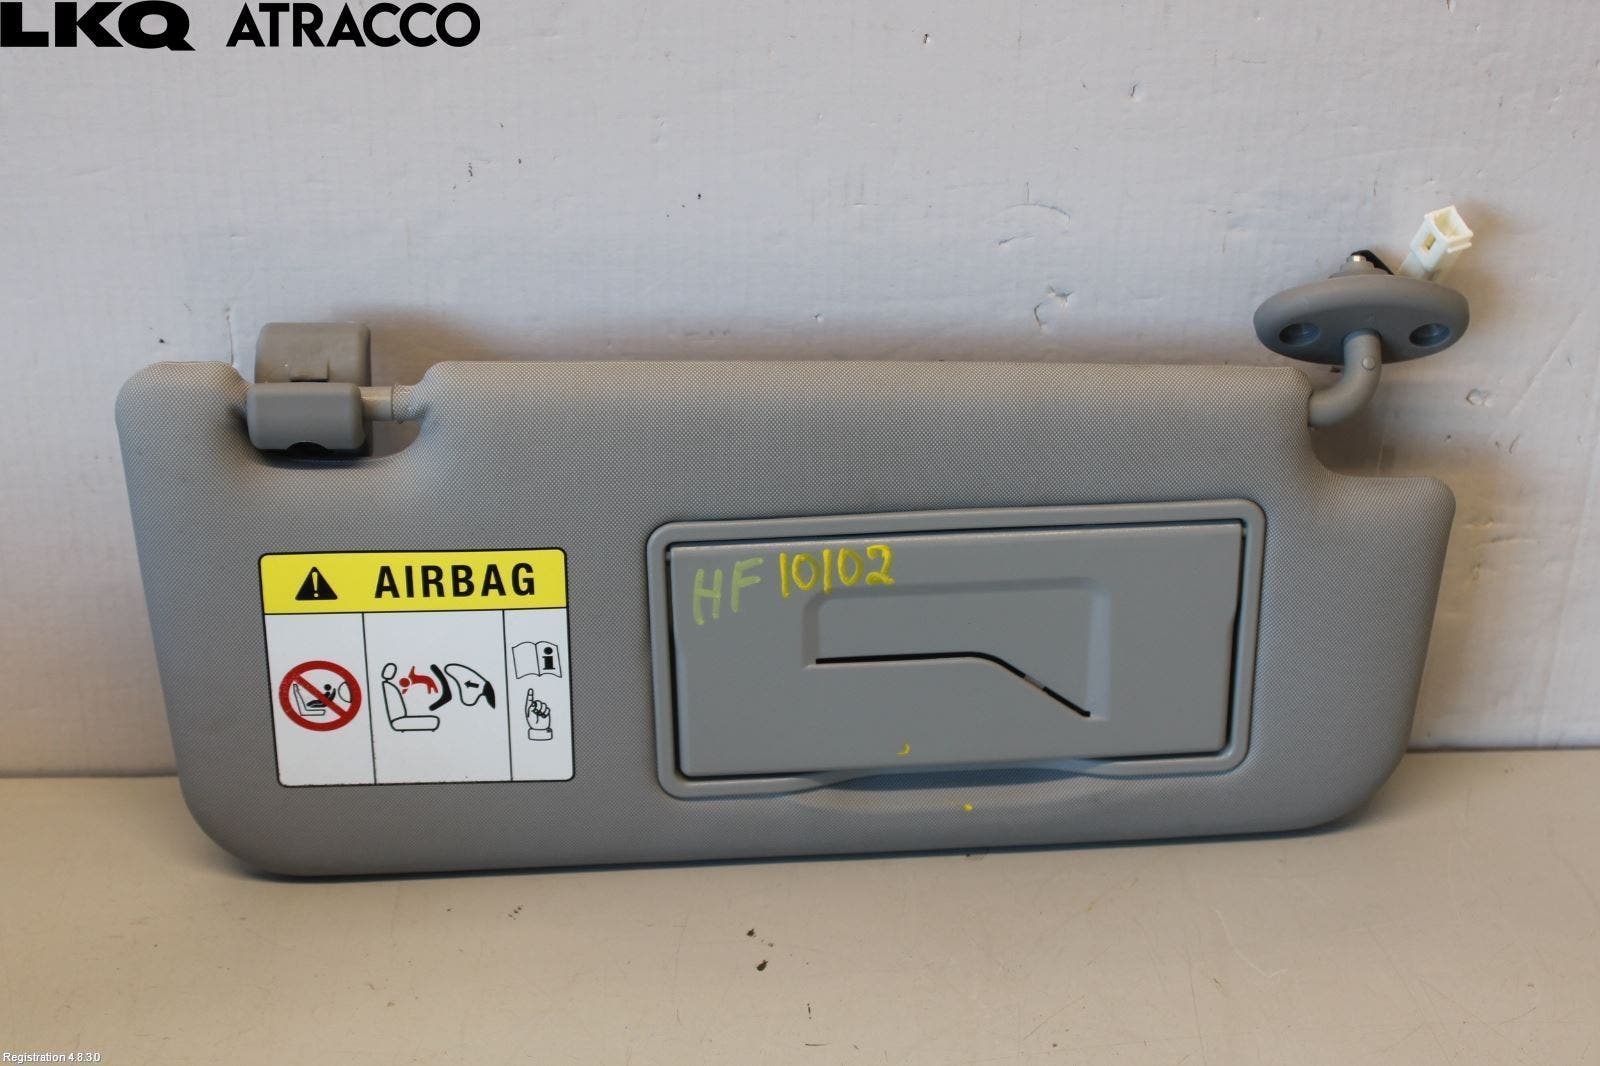 LKQ ATRACCO
AIRBAG
i
HF 10102
Registration 4.8.3.0